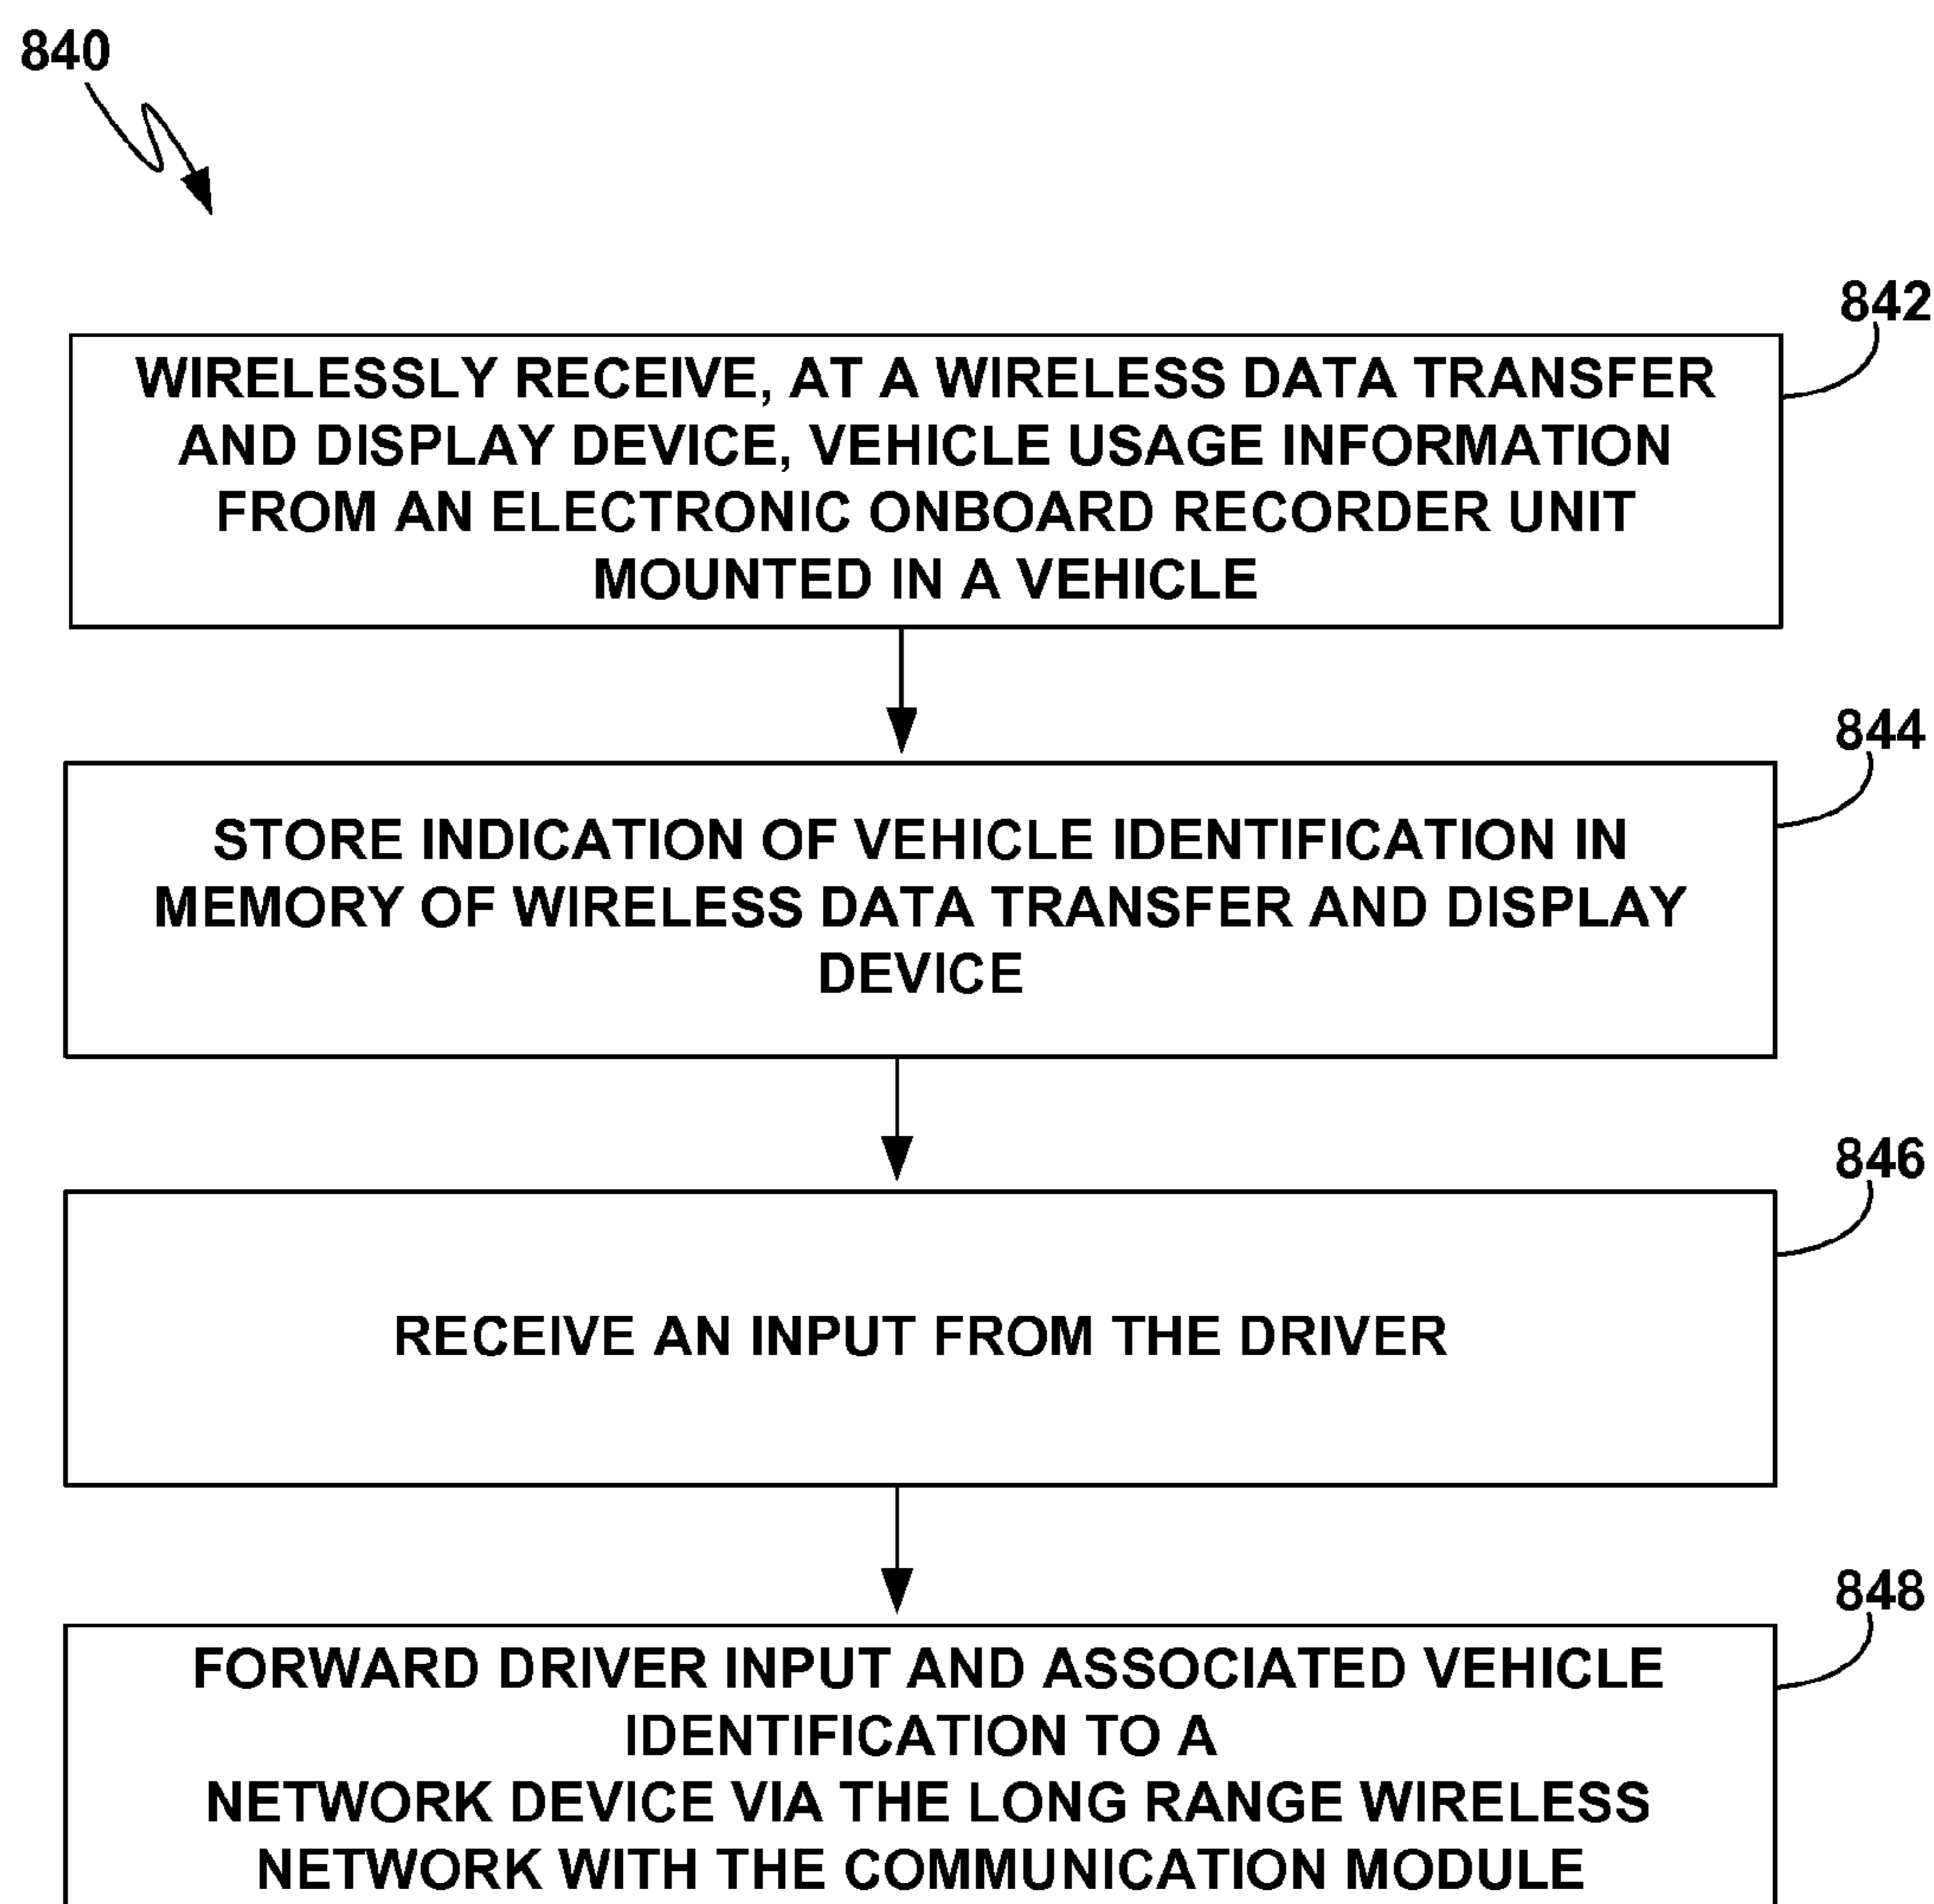 840
842
WIRELESSLY RECEIVE, AT A WIRELESS DATA TRANSFER
AND DISPLAY DEVICE, VEHICLE USAGE INFORMATION
FROM AN ELECTRONIC ONBOARD RECORDER UNIT
MOUNTED IN A VEHICLE
844
STORE INDICATION OF VEHICLE IDENTIFICATION IN
MEMORY OF WIRELESS DATA TRANSFER AND DISPLAY
DEVICE
846
RECEIVE AN INPUT FROM THE DRIVER
848
FORWARD DRIVER INPUT AND ASSOCIATED VEHICLE
IDENTIFICATION TO A
NETWORK DEVICE VIA THE LONG RANGE WIRELESS
NETWORK WITH THE COMMUNICATION MODULE